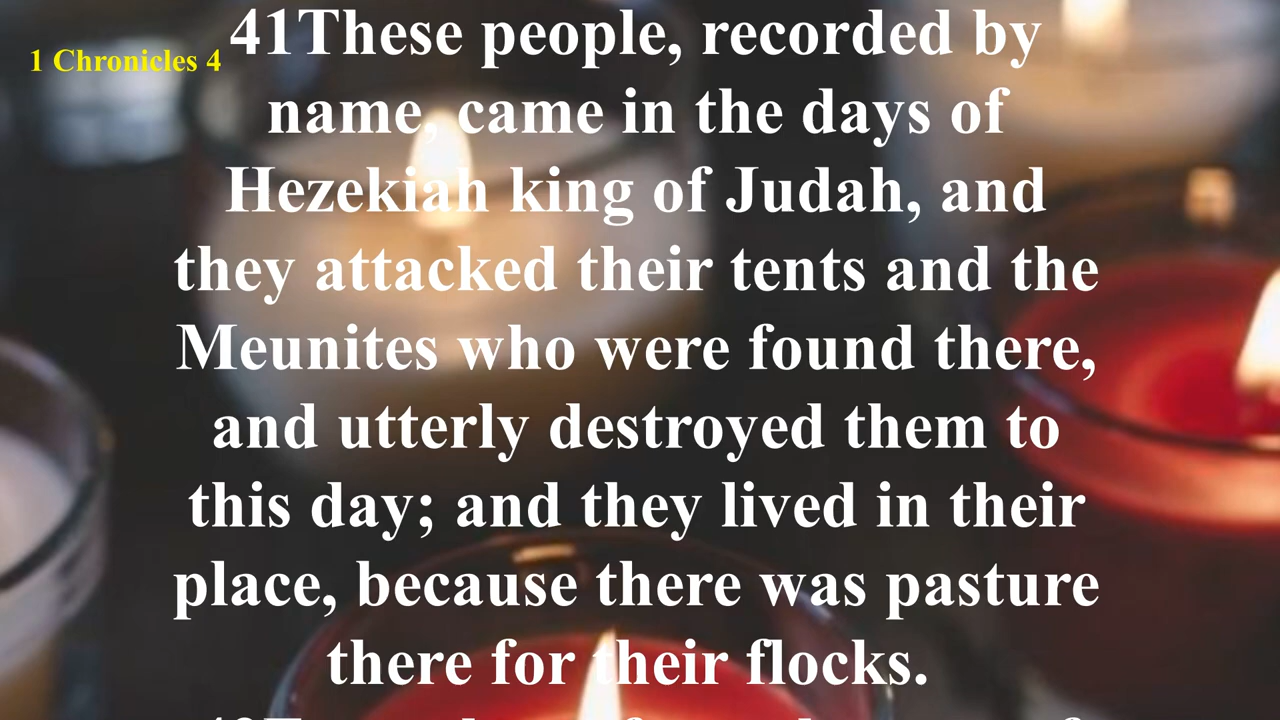 1 Chronicles 4
41These people, recorded by
name, came in the days of
Hezekiah king of Judah, and
they attacked their tents and the
Meunites who were found there,
and utterly destroyed them to
this day; and they lived in their
place, because there was pasture
there for their flocks.